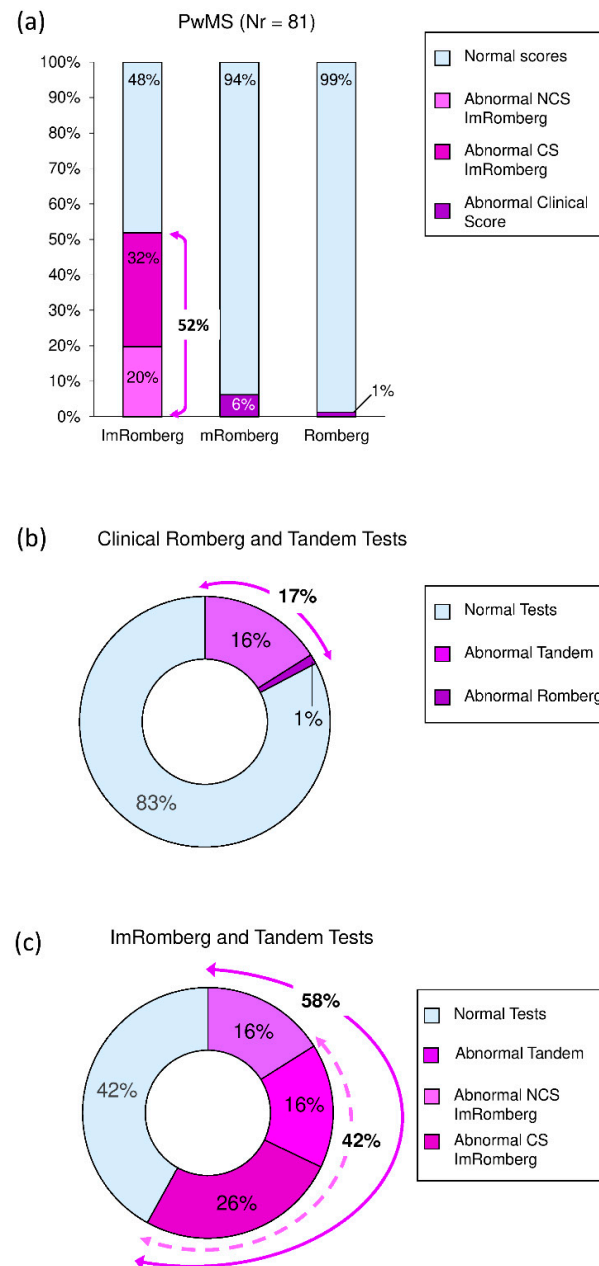 (a)
PwMS (Nr = 81)
100%
90%
80%
70%
60%
50%
40%
30%
20%
10%
0%
48%
94%
99%
32%
52%
20%
6%
1%
ImRomberg
mRomberg
Romberg
Normal scores
Abnormal NCS
ImRomberg
Abnormal CS
ImRomberg
Abnormal Clinical
Score
(b)
Clinical Romberg and Tandem Tests
17%
16%
1%
83%
Normal Tests
Abnormal Tandem
Abnormal Romberg
(c)
ImRomberg and Tandem Tests
58%
16%
42%
16%
42%
26%
Normal Tests
Abnormal Tandem
Abnormal NCS
ImRomberg
Abnormal CS
ImRomberg